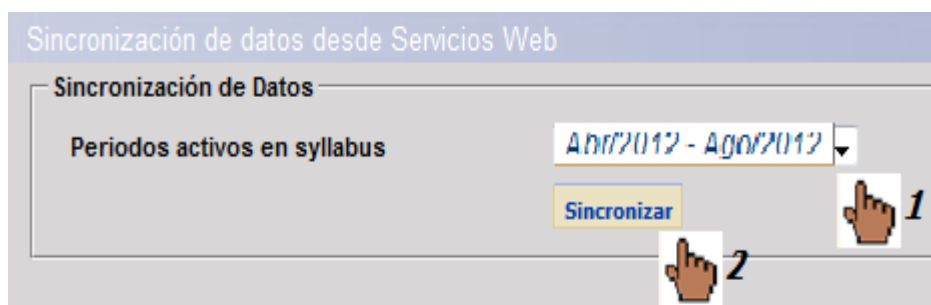 Sincronización de datos desde Servicios Web
Sincronización de Datos
Periodos activos en syllabus Abr/2012 - Ago/2012
Sincronizar 1
2